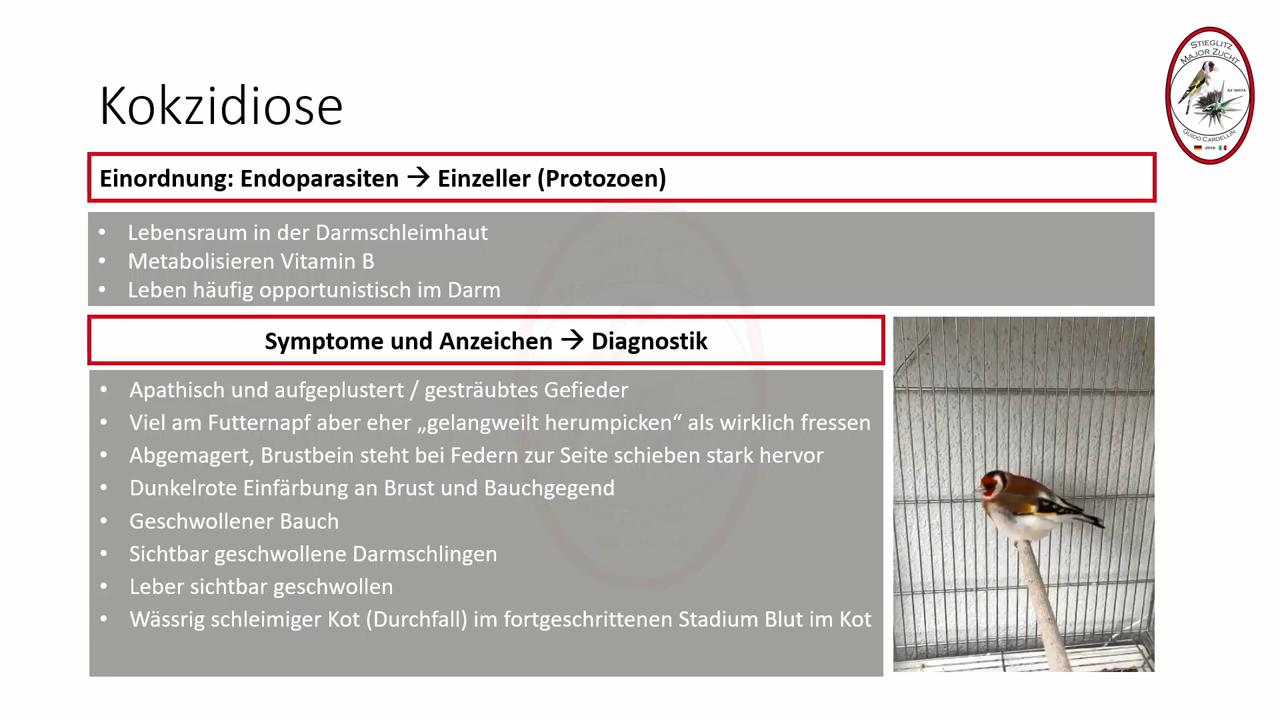 STIEGLITZ
MAJOR ZUCHT
AZ 30574
GUIDO CARDELLIN
2016
Kokzidiose
Einordnung: Endoparasiten → Einzeller (Protozoen)
• Lebensraum in der Darmschleimhaut
• Metabolisieren Vitamin B
• Leben häufig opportunistisch im Darm
Symptome und Anzeichen → Diagnostik
• Apathisch und aufgeplustert / gesträubtes Gefieder
• Viel am Futternapf aber eher „gelangweilt herumpicken“ als wirklich fressen
• Abgemagert, Brustbein steht bei Federn zur Seite schieben stark hervor
• Dunkelrote Einfärbung an Brust und Bauchgegend
• Geschwollener Bauch
• Sichtbar geschwollene Darmschlingen
• Leber sichtbar geschwollen
• Wässrig schleimiger Kot (Durchfall) im fortgeschrittenen Stadium Blut im Kot